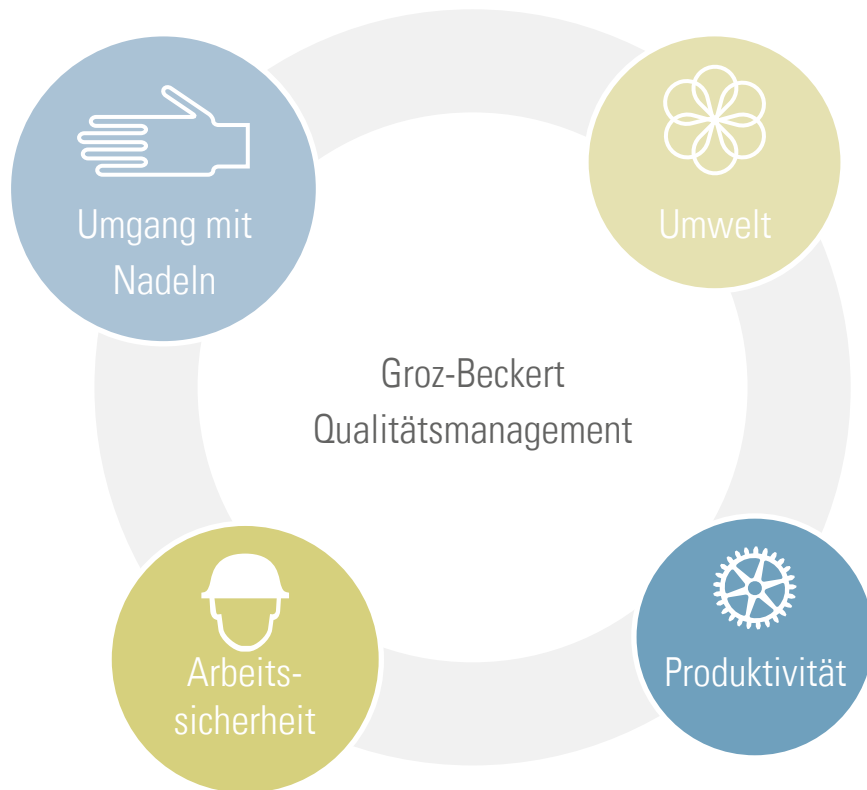 Umgang mit
Nadeln
Umwelt
Groz-Beckert
Qualitätsmanagement
Arbeits-
sicherheit
Produktivität